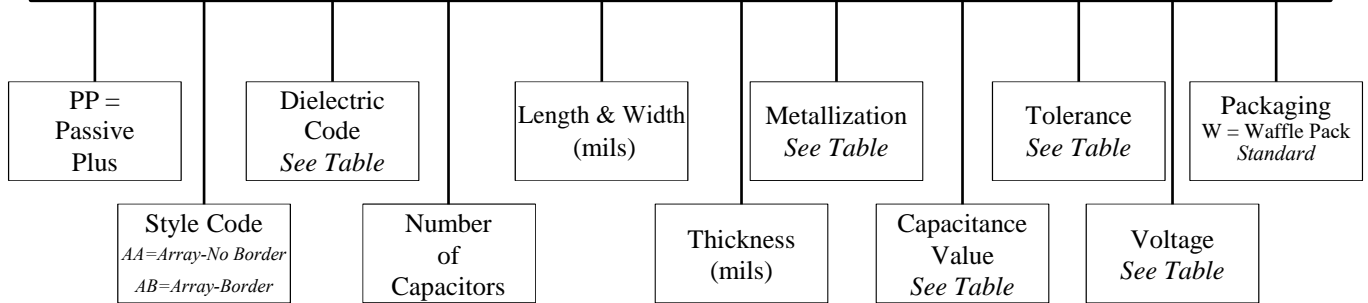 PP =
Passive
Plus
Dielectric
Code
See Table
Length & Width
(mils)
Metallization
See Table
Tolerance
See Table
Packaging
W = Waffle Pack
Standard
Style Code
AA=Array-No Border
AB=Array-Border
Number
of
Capacitors
Thickness
(mils)
Capacitance
Value
See Table
Voltage
See Table